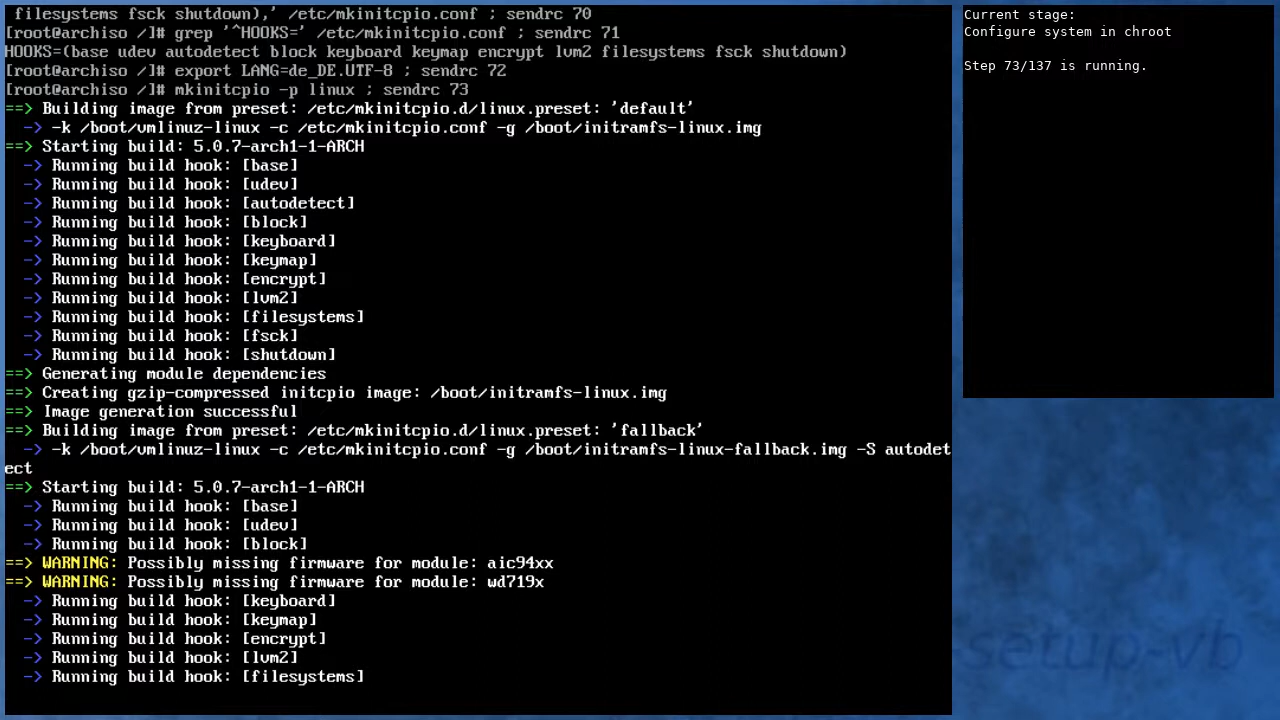 filesystems fsck shutdown),' /etc/mkinitcpio.conf ; sendrc 70
[root@archiso /]# grep '^HOOKS=' /etc/mkinitcpio.conf ; sendrc 71
HOOKS=(base udev autodetect block keyboard keymap encrypt lvm2 filesystems fsck shutdown)
[root@archiso /]# export LANG=de_DE.UTF-8 ; sendrc 72
[root@archiso /]# mkinitcpio -p linux ; sendrc 73
==> Building image from preset: /etc/mkinitcpio.d/linux.preset: 'default'
  -> -k /boot/vmlinuz-linux -c /etc/mkinitcpio.conf -g /boot/initramfs-linux.img
==> Starting build: 5.0.7-arch1-1-ARCH
  -> Running build hook: [base]
  -> Running build hook: [udev]
  -> Running build hook: [autodetect]
  -> Running build hook: [block]
  -> Running build hook: [keyboard]
  -> Running build hook: [keymap]
  -> Running build hook: [encrypt]
  -> Running build hook: [lvm2]
  -> Running build hook: [filesystems]
  -> Running build hook: [fsck]
  -> Running build hook: [shutdown]
==> Generating module dependencies
==> Creating gzip-compressed initcpio image: /boot/initramfs-linux.img
==> Image generation successful
==> Building image from preset: /etc/mkinitcpio.d/linux.preset: 'fallback'
  -> -k /boot/vmlinuz-linux -c /etc/mkinitcpio.conf -g /boot/initramfs-linux-fallback.img -S autodet
ect
==> Starting build: 5.0.7-arch1-1-ARCH
  -> Running build hook: [base]
  -> Running build hook: [udev]
  -> Running build hook: [block]
==> WARNING: Possibly missing firmware for module: aic94xx
==> WARNING: Possibly missing firmware for module: wd719x
  -> Running build hook: [keyboard]
  -> Running build hook: [keymap]
  -> Running build hook: [encrypt]
  -> Running build hook: [lvm2]
  -> Running build hook: [filesystems]
Current stage:
Configure system in chroot
Step 73/137 is running.
setup-vb